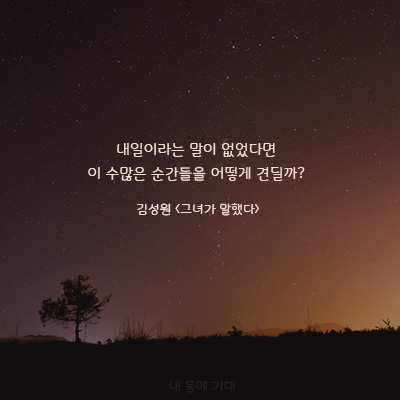 내일이라는 말이 없었다면
이 수많은 순간들을 어떻게 견딜까?
김성원 <그녀가 말했다>
내 등에 기대